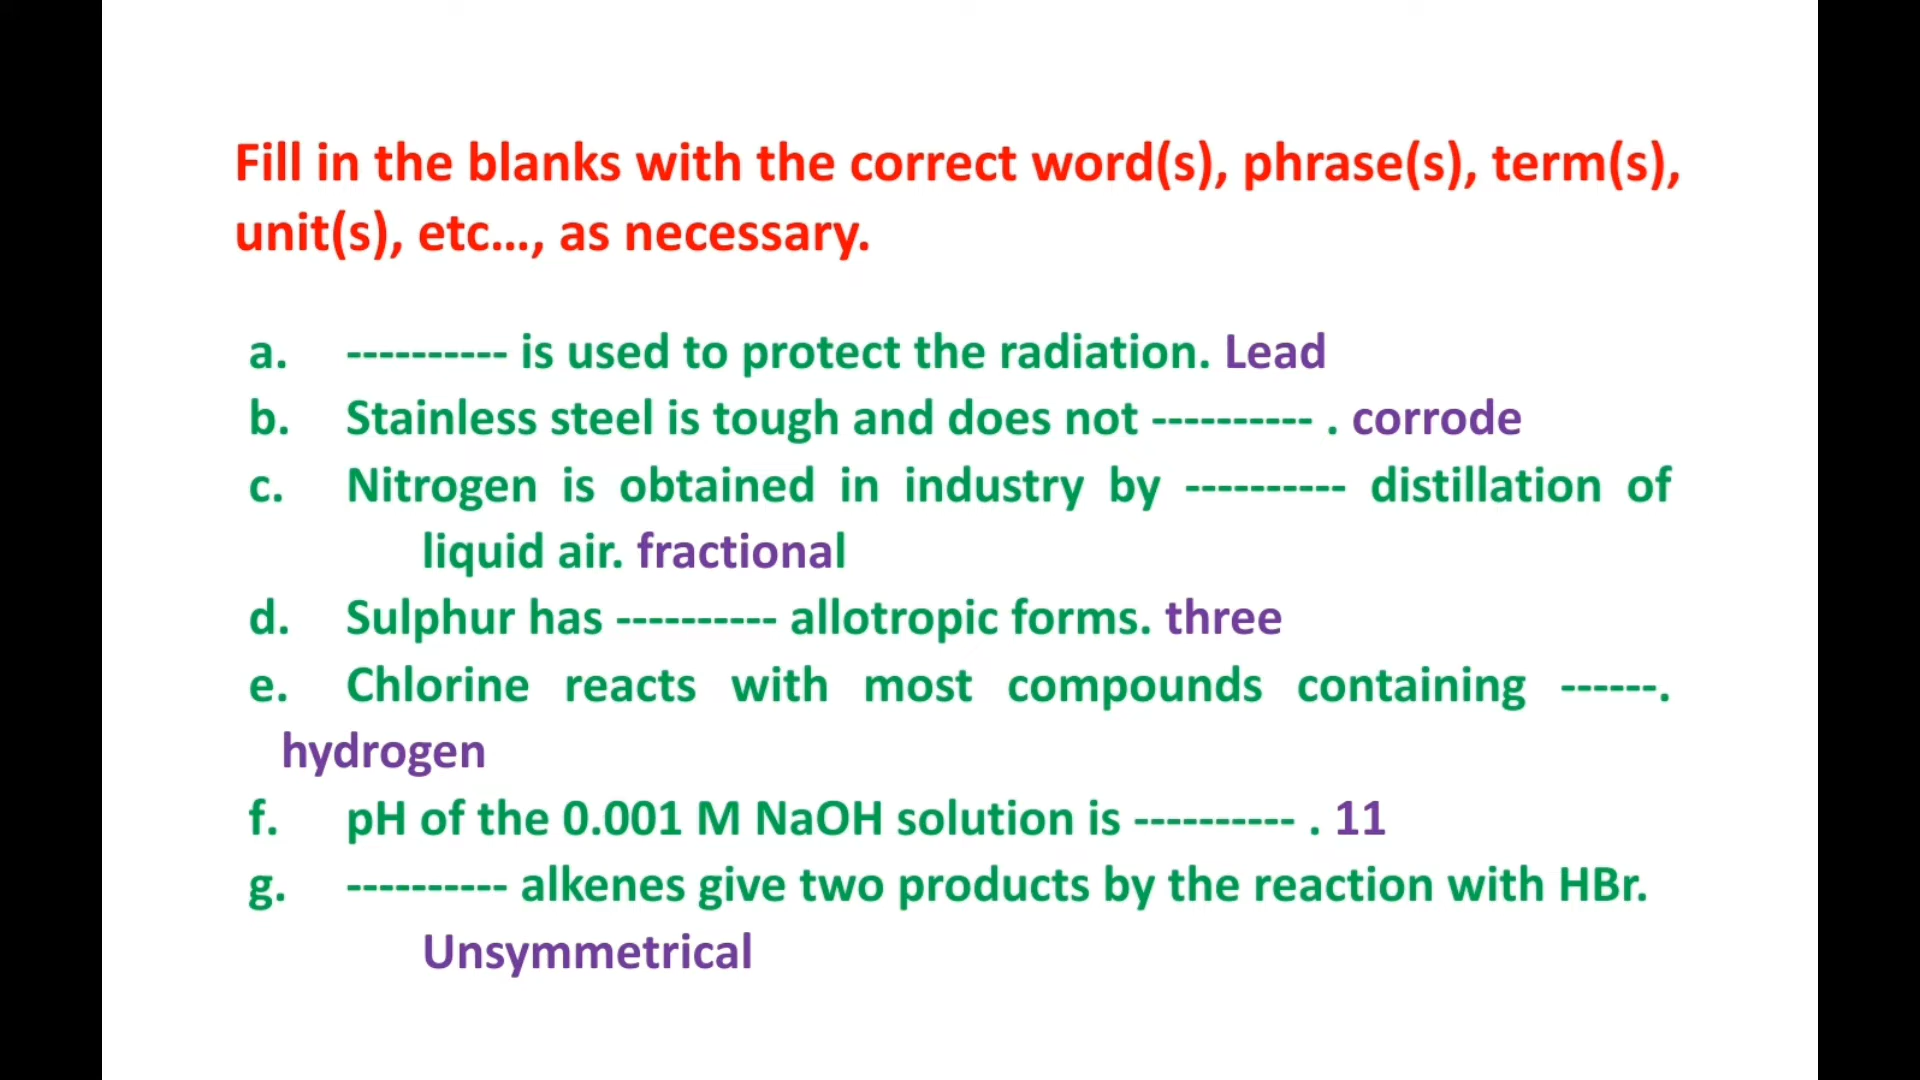 Fill in the blanks with the correct word(s), phrase(s), term(s),
unit(s), etc…, as necessary.
a. ---------- is used to protect the radiation. Lead
b. Stainless steel is tough and does not ---------- . corrode
c. Nitrogen is obtained in industry by ---------- distillation of
liquid air. fractional
d. Sulphur has ---------- allotropic forms. three
e. Chlorine reacts with most compounds containing ------.
hydrogen
f. pH of the 0.001 M NaOH solution is ---------- . 11
g. ---------- alkenes give two products by the reaction with HBr.
Unsymmetrical